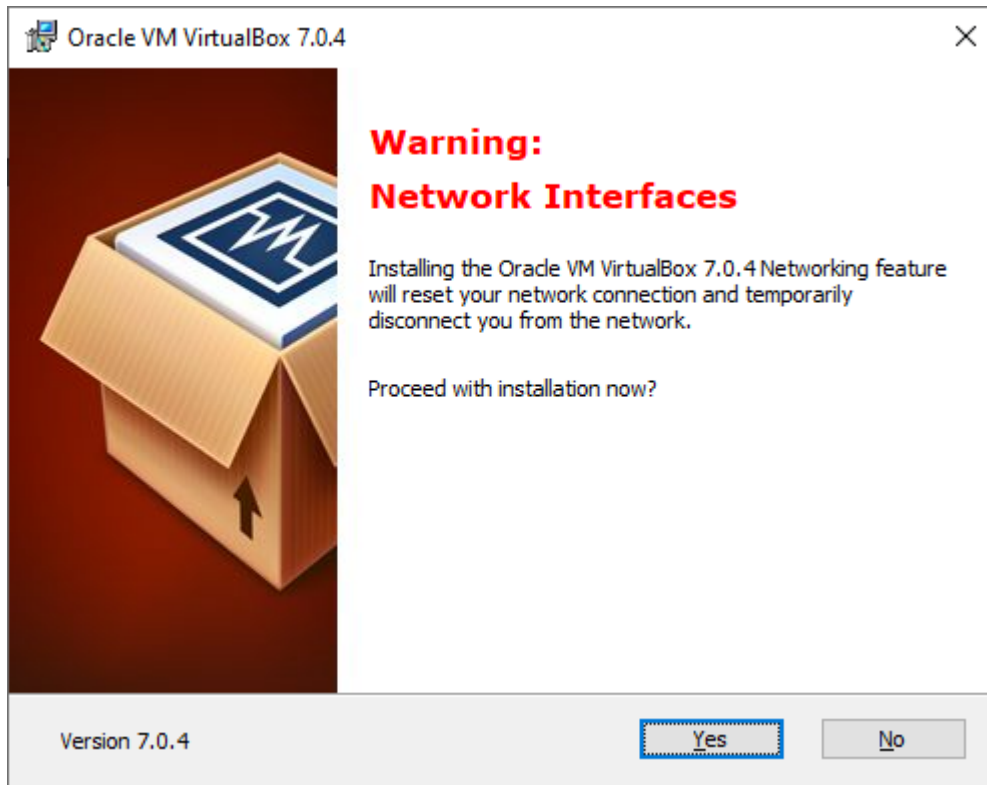 Oracle VM VirtualBox 7.0.4
Warning:
Network Interfaces
Installing the Oracle VM VirtualBox 7.0.4 Networking feature
will reset your network connection and temporarily
disconnect you from the network.
Proceed with installation now?
Version 7.0.4
Yes
No